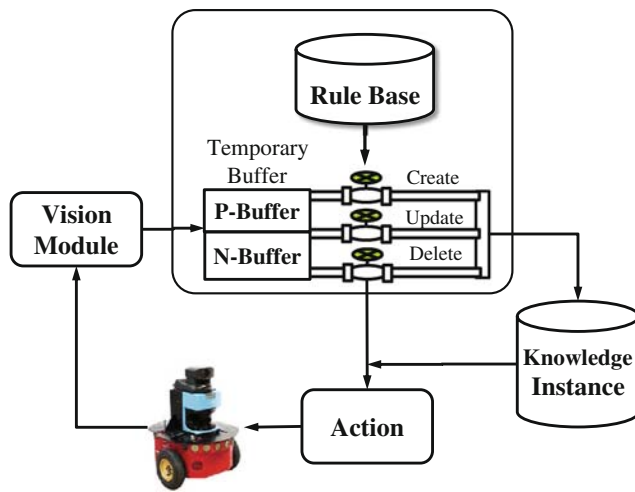 Rule Base
Temporary
Buffer
Create
P-Buffer
Update
Vision
Module
N-Buffer
Delete
Knowledge
Instance
Action